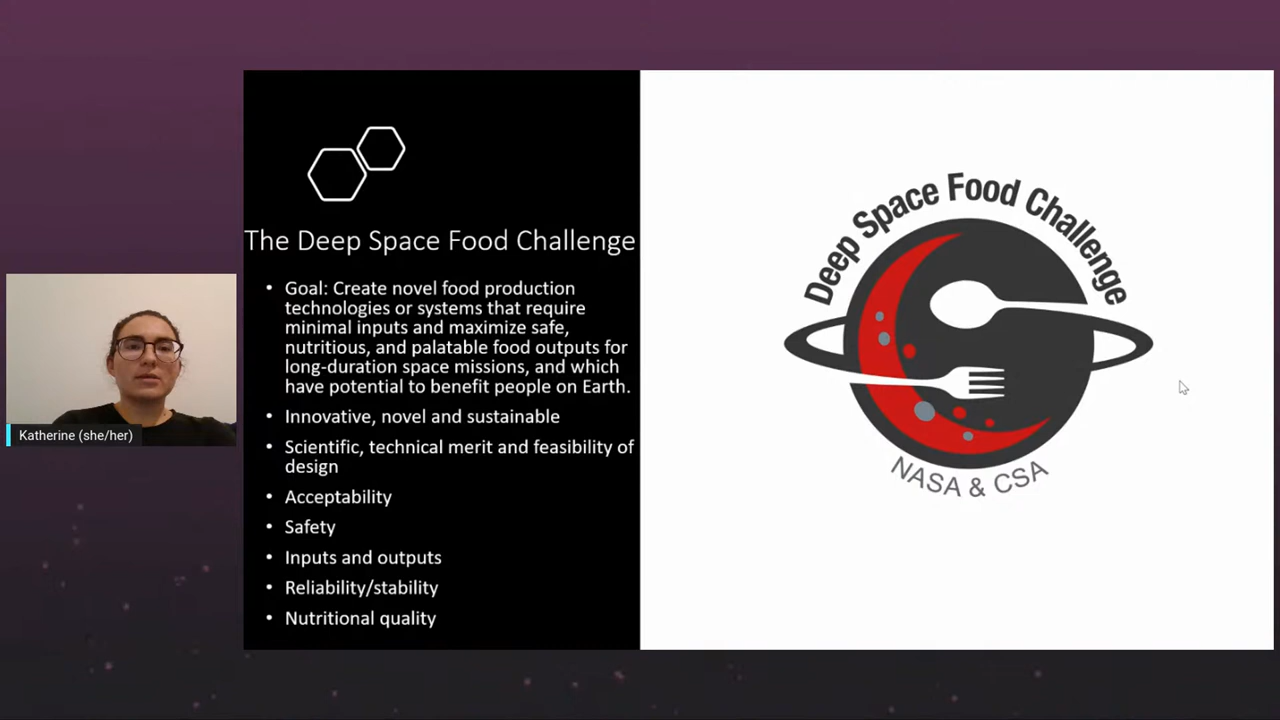 The Deep Space Food Challenge
• Goal: Create novel food production
technologies or systems that require
minimal inputs and maximize safe,
nutritious, and palatable food outputs for
long-duration space missions, and which
have potential to benefit people on Earth.
• Innovative, novel and sustainable
• Scientific, technical merit and feasibility of
design
• Acceptability
• Safety
• Inputs and outputs
• Reliability/stability
• Nutritional quality
Deep Space Food Challenge
NASA & CSA
Katherine (she/her)